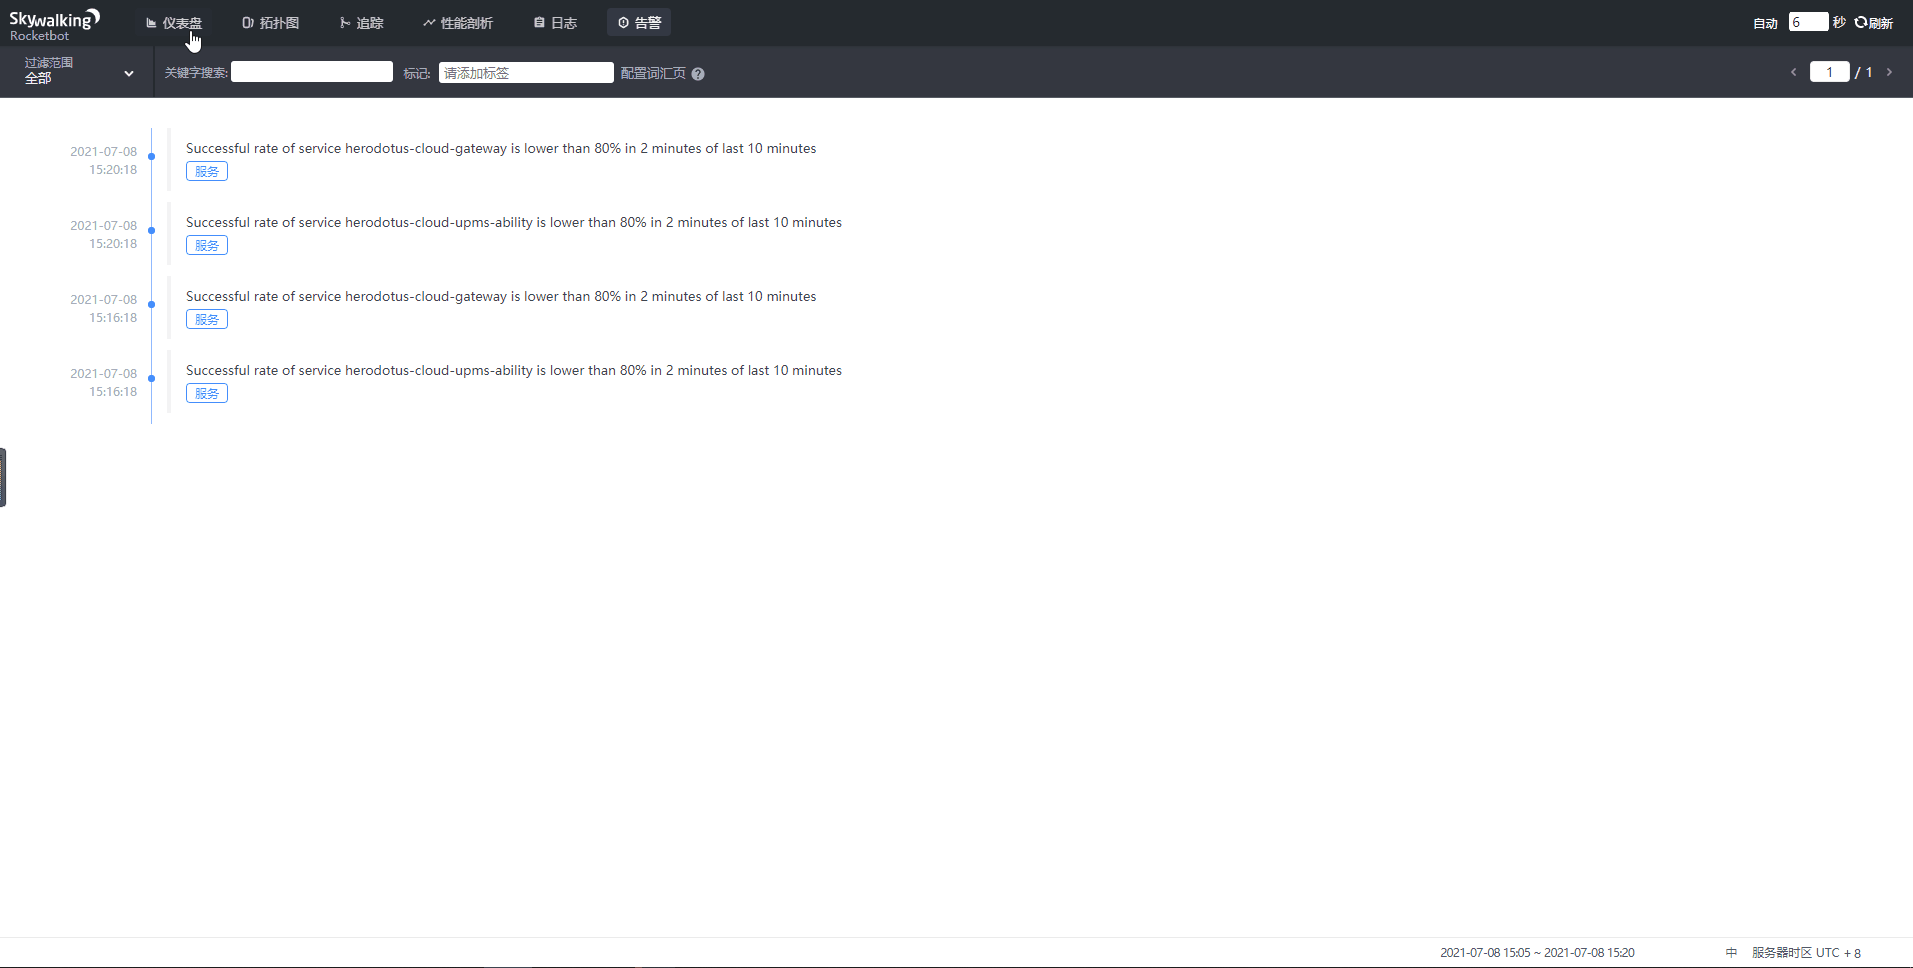 Skywalking
Rocketbot
仪表盘 拓扑图 追踪 性能剖析 日志 告警
自动 6 秒 刷新
过滤范围
全部
关键字搜索: 标记: 请添加标签 配置词汇页 ?
1 / 1
2021-07-08
15:20:18
Successful rate of service herodotus-cloud-gateway is lower than 80% in 2 minutes of last 10 minutes
服务
2021-07-08
15:20:18
Successful rate of service herodotus-cloud-upms-ability is lower than 80% in 2 minutes of last 10 minutes
服务
2021-07-08
15:16:18
Successful rate of service herodotus-cloud-gateway is lower than 80% in 2 minutes of last 10 minutes
服务
2021-07-08
15:16:18
Successful rate of service herodotus-cloud-upms-ability is lower than 80% in 2 minutes of last 10 minutes
服务
2021-07-08 15:05 ~ 2021-07-08 15:20 中 服务器时区 UTC + 8